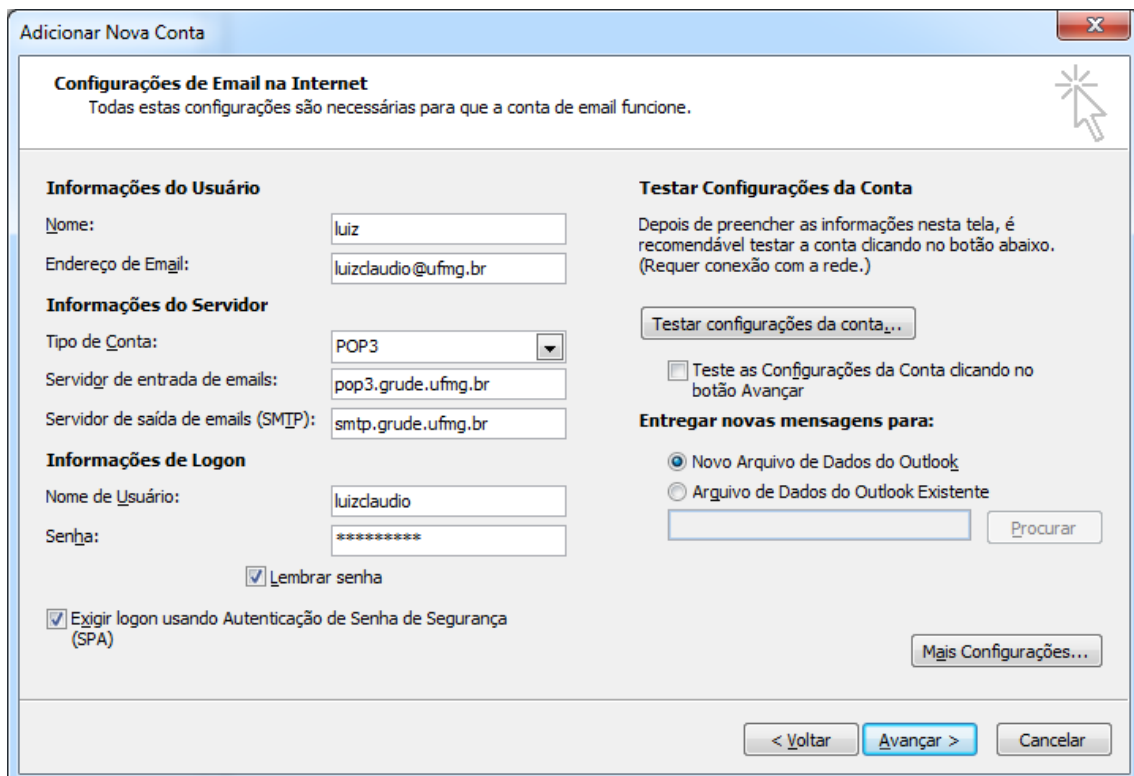 Adicionar Nova Conta
Configurações de Email na Internet
Todas estas configurações são necessárias para que a conta de email funcione.
Informações do Usuário
Nome:
luiz
Endereço de Email:
luizclaudio@ufmg.br
Informações do Servidor
Tipo de Conta:
POP3
Servidor de entrada de emails:
pop3.grude.ufmg.br
Servidor de saída de emails (SMTP):
smtp.grude.ufmg.br
Informações de Logon
Nome de Usuário:
luizclaudio
Senha:
*********
Lembrar senha
Exigir logon usando Autenticação de Senha de Segurança
(SPA)
Testar Configurações da Conta
Depois de preencher as informações nesta tela, é
recomendável testar a conta clicando no botão abaixo.
(Requer conexão com a rede.)
Testar configurações da conta...
Teste as Configurações da Conta clicando no
botão Avançar
Entregar novas mensagens para:
Novo Arquivo de Dados do Outlook
Arquivo de Dados do Outlook Existente
Procurar
Mais Configurações...
< Voltar
Avançar >
Cancelar